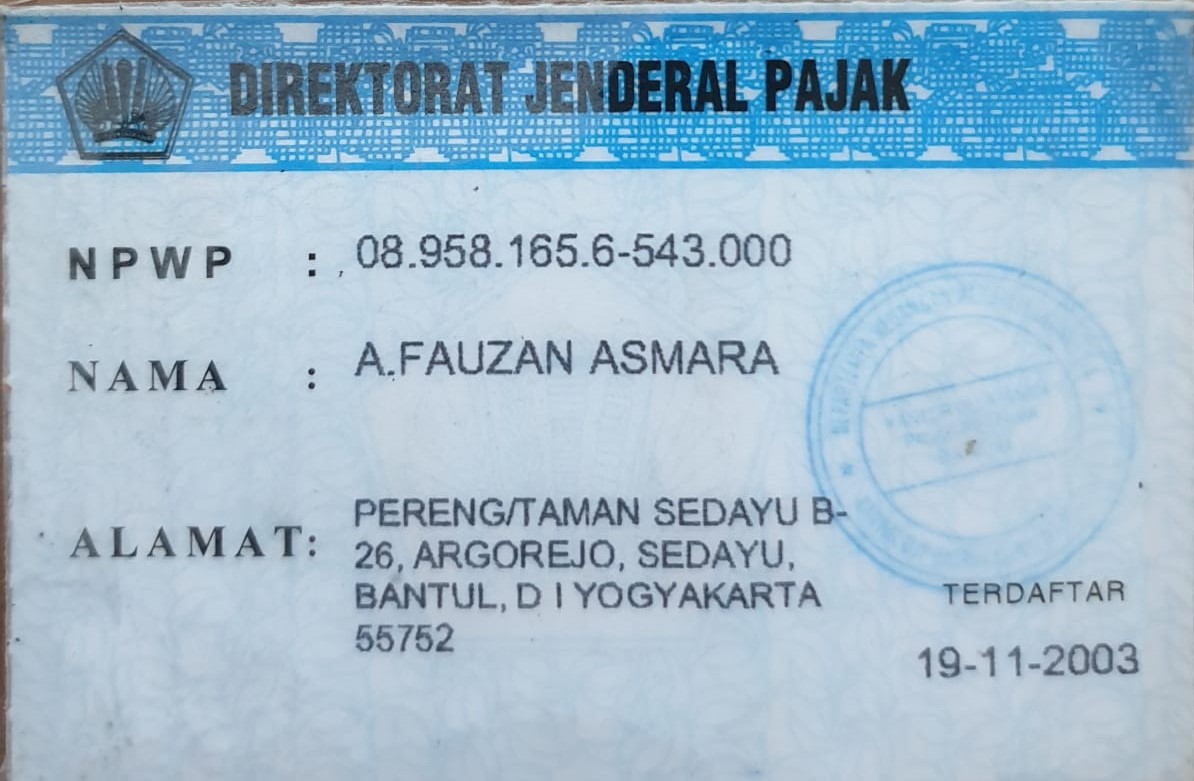 DIREKTORAT JENDERAL PAJAK
NPWP : 08.958.165.6-543.000
NAMA : A.FAUZAN ASMARA
ALAMAT: PERENG/TAMAN SEDAYU B-
26, ARGOREJO, SEDAYU,
BANTUL, D I YOGYAKARTA
55752
TERDAFTAR
19-11-2003